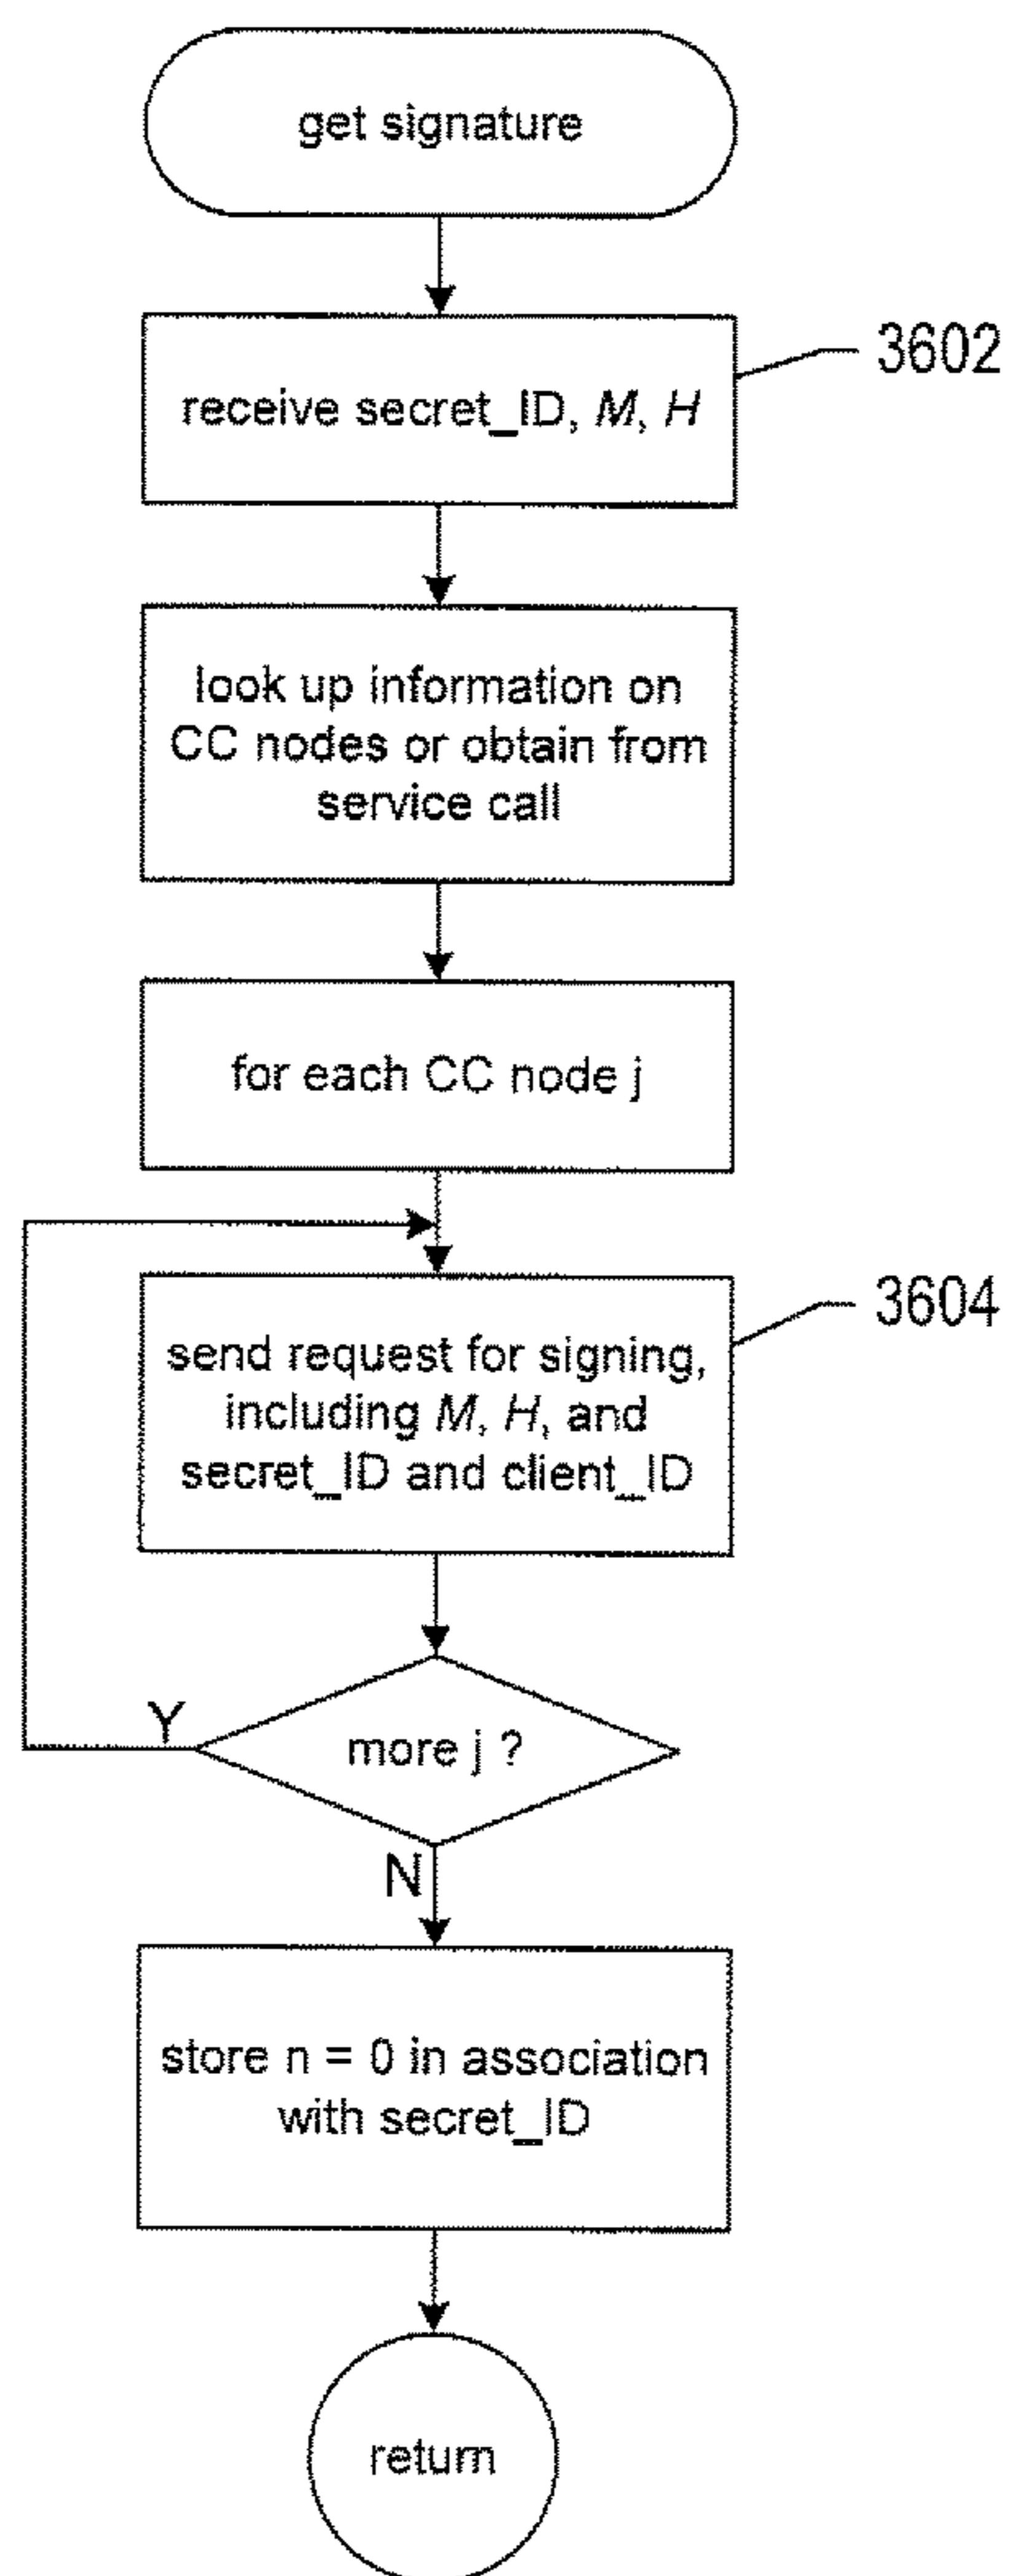 get signature
receive secret_ID, M, H
3602
look up information on
CC nodes or obtain from
service call
for each CC node j
send request for signing,
including M, H, and
secret_ID and client_ID
3604
more j ?
Y
N
store n = 0 in association
with secret_ID
return